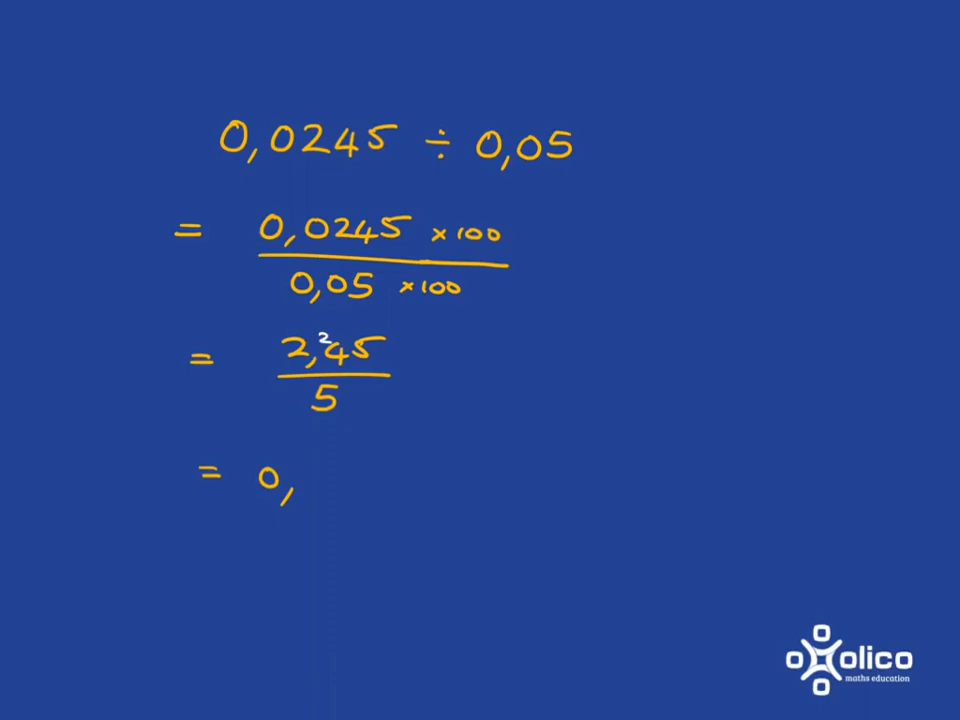 0,0245 ÷ 0,05
= 0,0245 × 100
0,05 × 100
= 2,²45
5
= 0,
olico
maths education